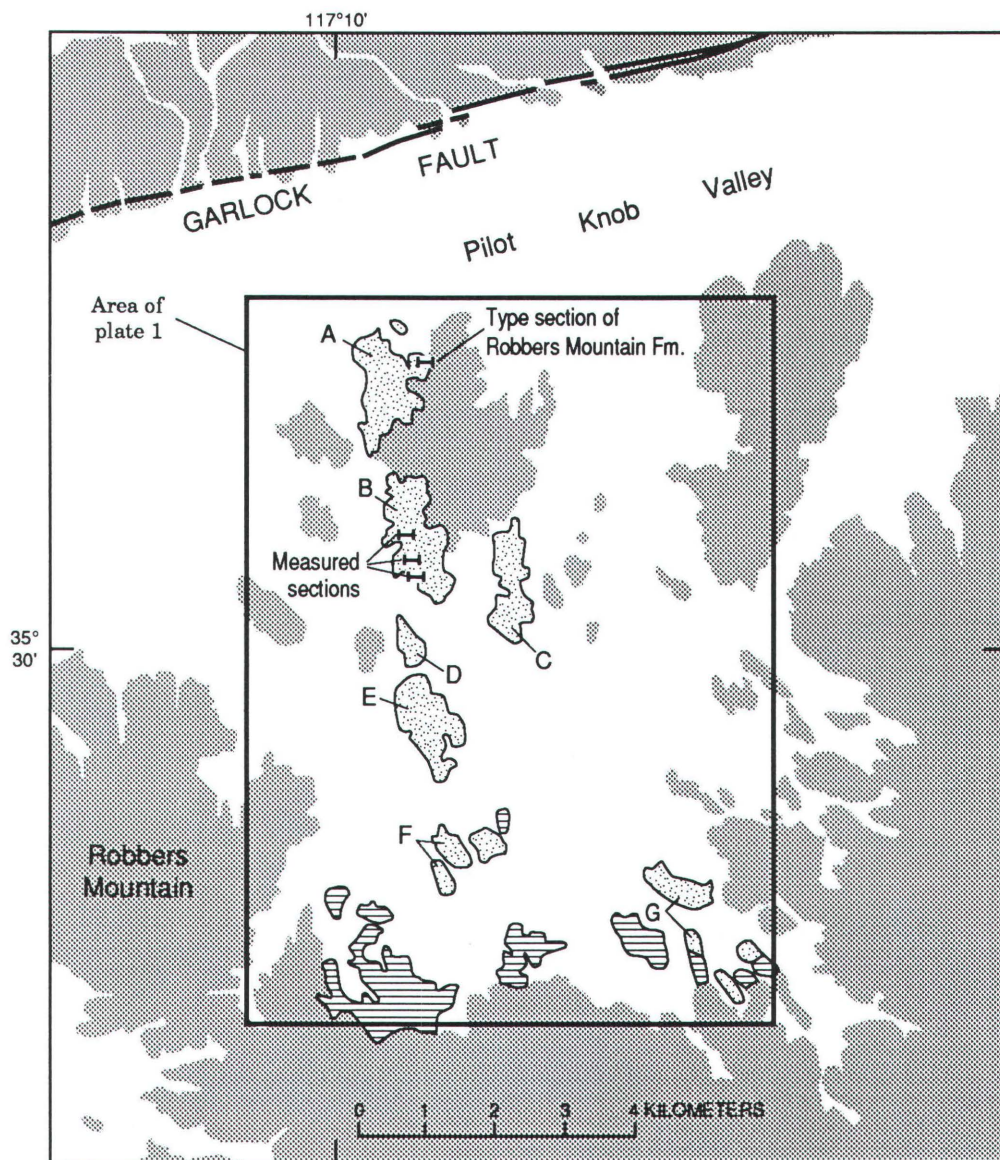 117°10'
GARLOCK FAULT
Pilot Knob Valley
Area of
plate 1
A
Type section of
Robbers Mountain Fm.
B
Measured
sections
C
35°
30'
D
E
F
Robbers
Mountain
G
0 1 2 3 4 KILOMETERS